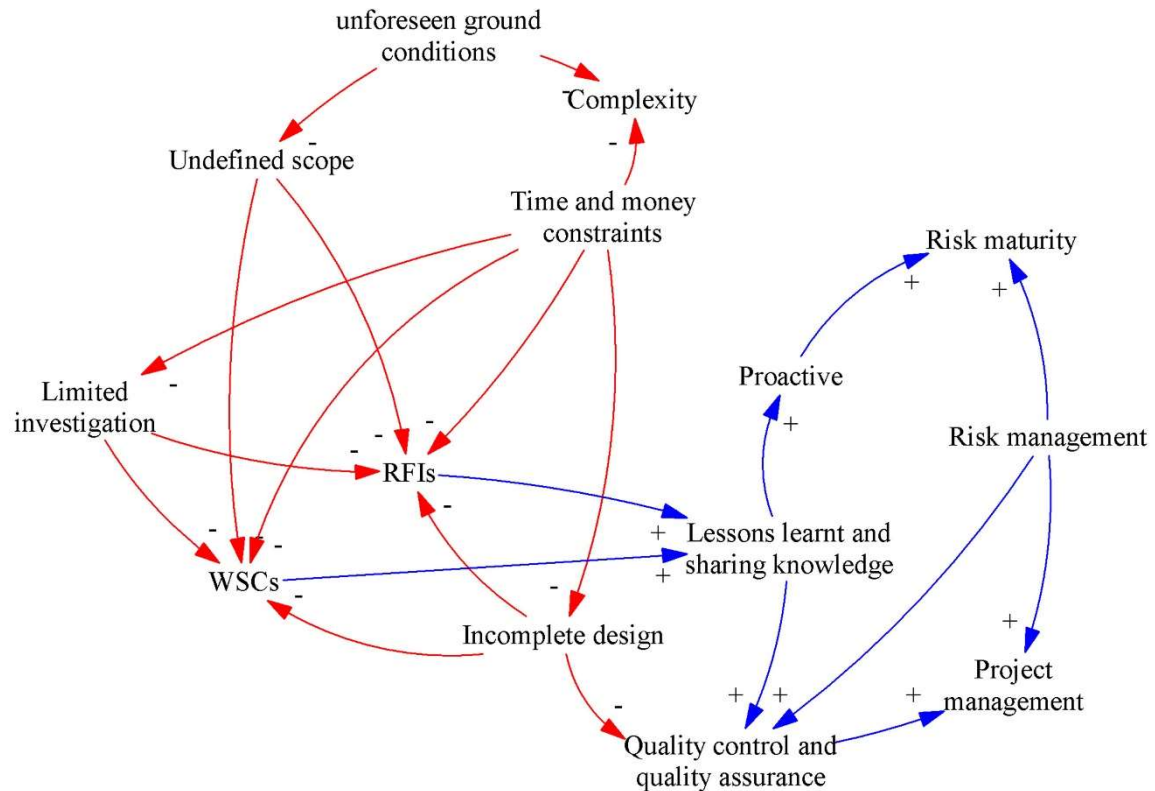 unforeseen ground
conditions
-
Complexity
-
Undefined scope
-
Time and money
constraints
Risk maturity
+
+
Limited
investigation
-
Proactive
+
Risk management
-
-
-
RFIs
-
Lessons learnt and
sharing knowledge
+
+
-
-
-
WSCs
-
-
Incomplete design
+
Project
management
-
+
+
+
Quality control and
quality assurance